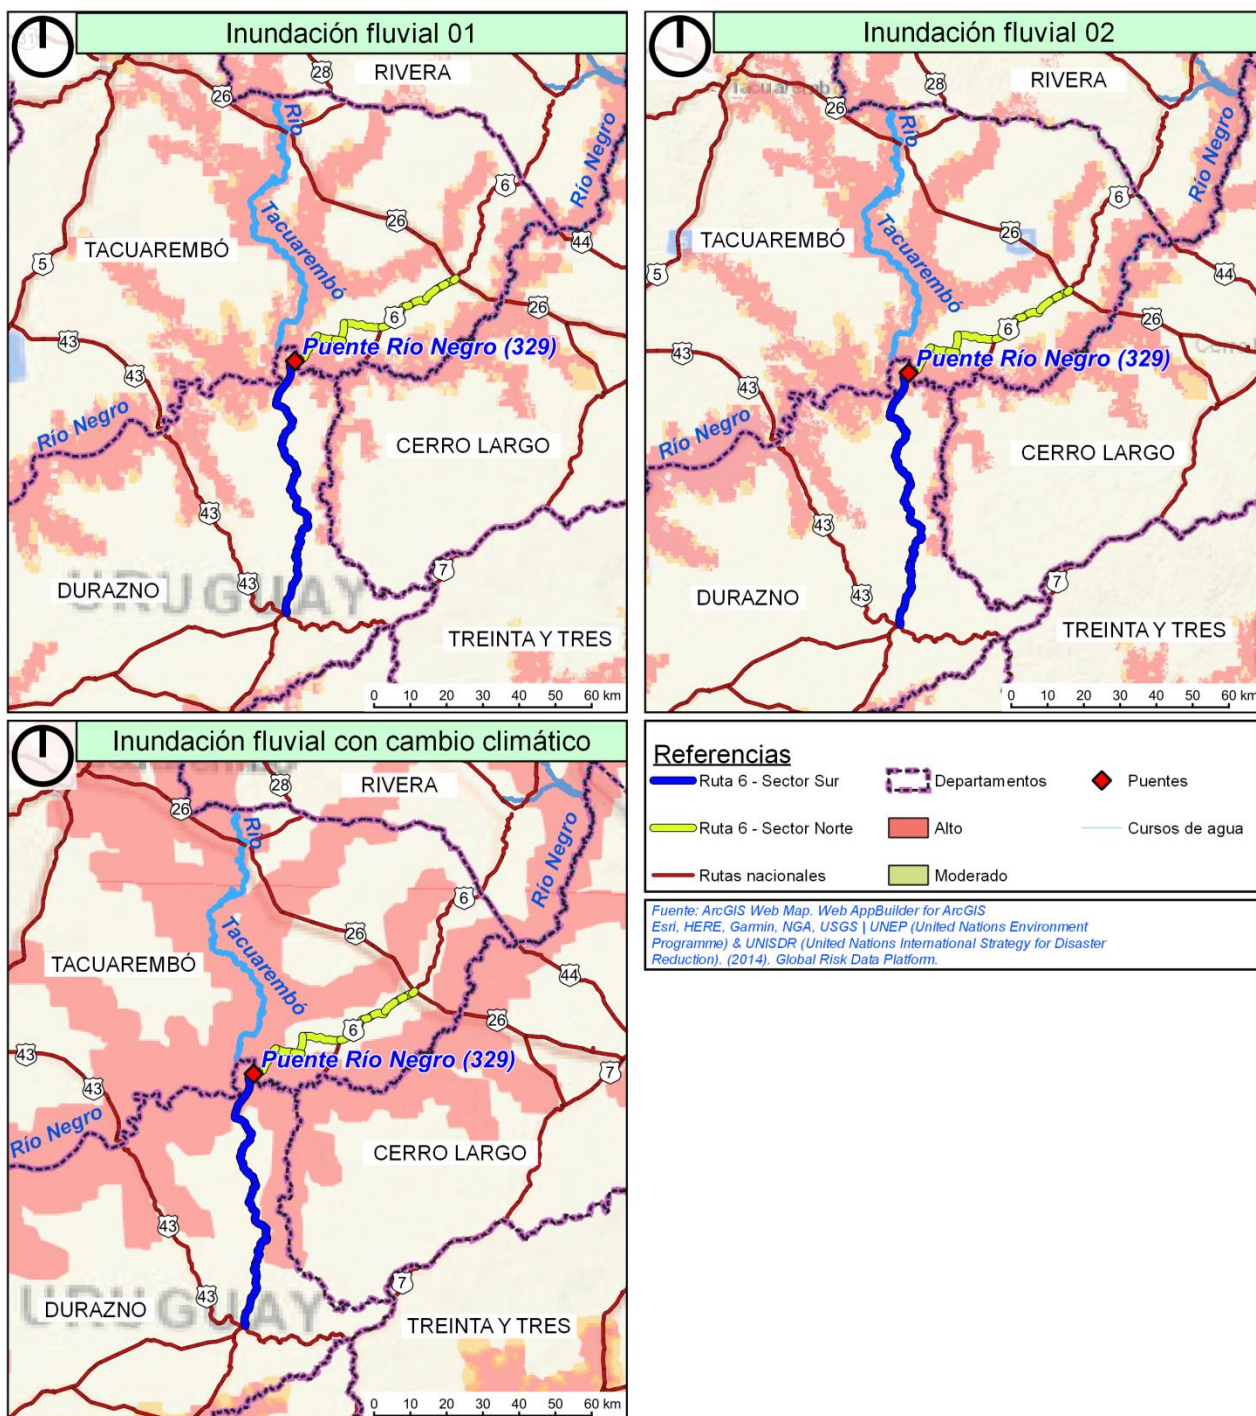 Inundación fluvial 01
28
RIVERA
26
Río
Río Negro
6
Tacuarembó
26
TACUAREMBÓ
44
5
26
6
43
Puente Río Negro (329)
43
7
Río Negro
CERRO LARGO
43
7
43
DURAZNO
URUGUAY
TREINTA Y TRES
0 10 20 30 40 50 60 km
Inundación fluvial 02
Tacuarembó
28
RIVERA
26
Río
Río Negro
6
Tacuarembó
26
TACUAREMBÓ
5
44
6
26
43
Puente Río Negro (329)
43
7
Río Negro
CERRO LARGO
43
7
43
DURAZNO
TREINTA Y TRES
0 10 20 30 40 50 60 km
Inundación fluvial con cambio climático
28
RIVERA
26
Río
Río Negro
6
26
TACUAREMBÓ
Tacuarembó
44
6
26
43
Puente Río Negro (329)
7
43
Río Negro
CERRO LARGO
43
7
43
DURAZNO
URUGUAY
TREINTA Y TRES
0 10 20 30 40 50 60 km
Referencias
Ruta 6 - Sector Sur
Departamentos
Puentes
Ruta 6 - Sector Norte
Alto
Cursos de agua
Rutas nacionales
Moderado
Fuente: ArcGIS Web Map. Web AppBuilder for ArcGIS
Esri, HERE, Garmin, NGA, USGS | UNEP (United Nations Environment
Programme) & UNISDR (United Nations International Strategy for Disaster
Reduction). (2014). Global Risk Data Platform.